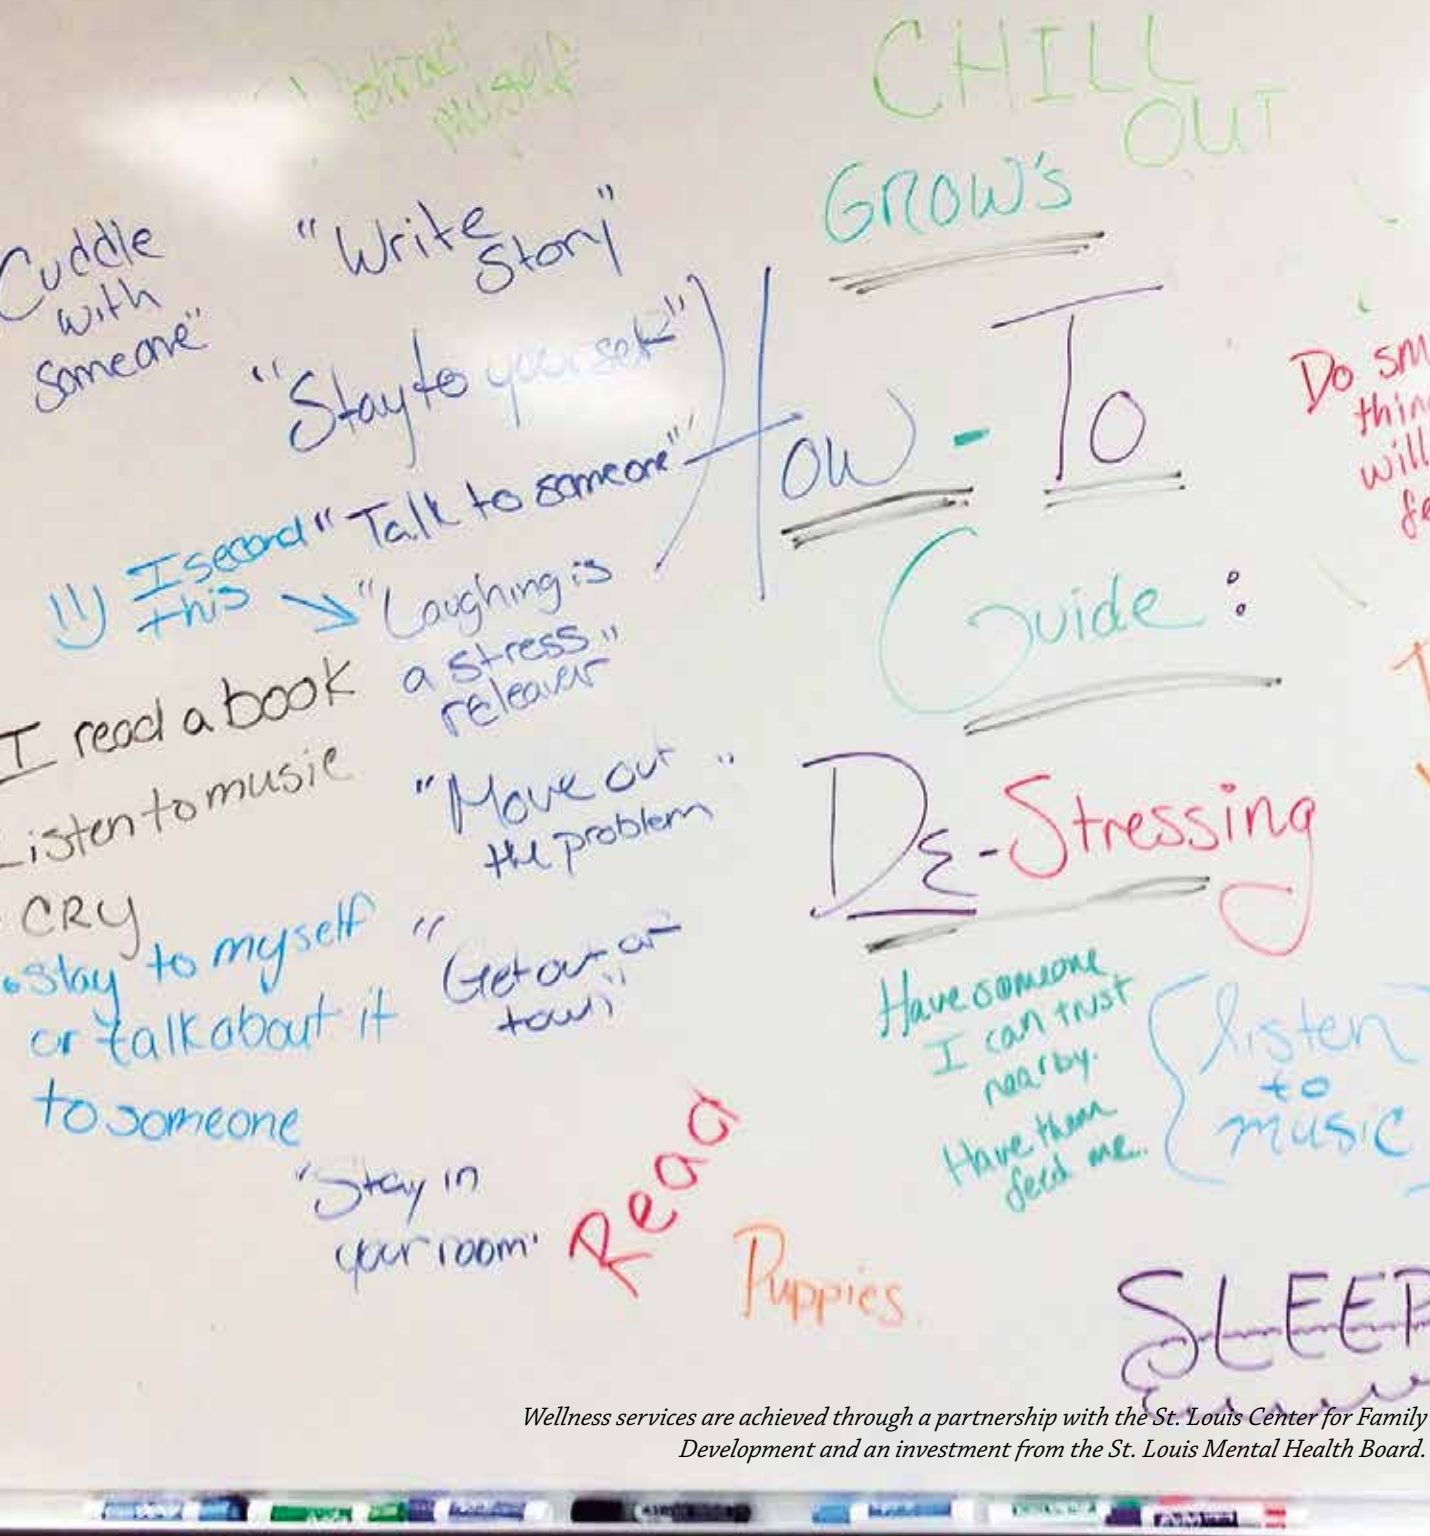 myself
CHILL
OUT
GROW'S
How - To
Guide :
De-Stressing
Cuddle
with
someone"
"Write
Story"
"Stay to yourself"
"Talk to someone"
I second
this
"Laughing is
a stress"
releaver
I read a book
Listen to music
CRY
"Move out"
the problem
• Stay to myself
or talk about it
to someone
"Get out of
town"
"Stay in
your room"
Read
Puppies
Have someone
I can trust
nearby.
Have them
feed me.
listen
to
music
Do
will
SLEEP
Wellness services are achieved through a partnership with the St. Louis Center for Family
Development and an investment from the St. Louis Mental Health Board.